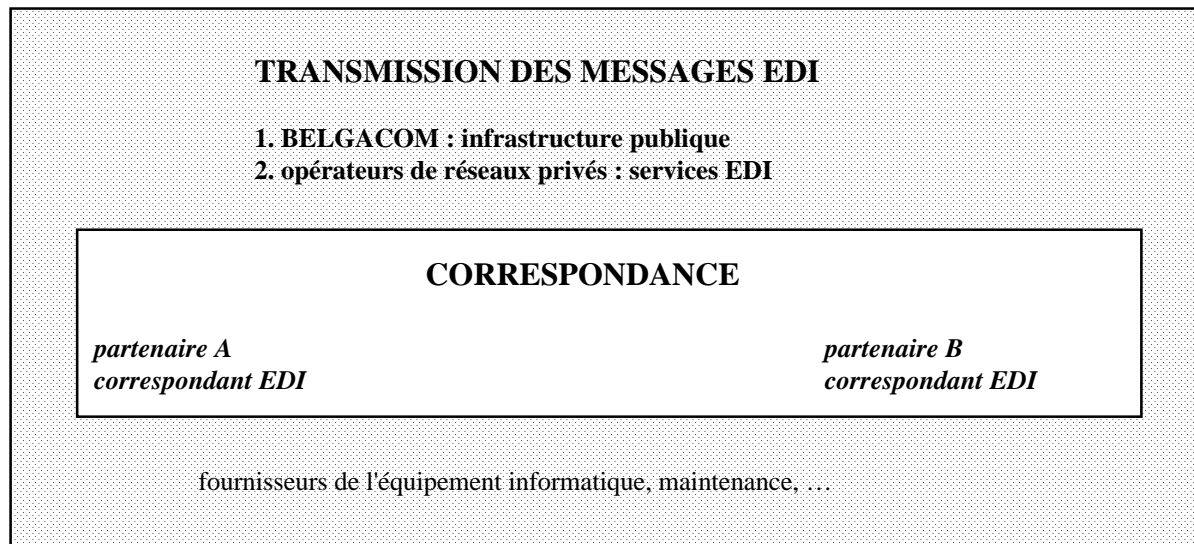 TRANSMISSION DES MESSAGES EDI
1. BELGACOM : infrastructure publique
2. opérateurs de réseaux privés : services EDI
CORRESPONDANCE
partenaire A
correspondant EDI
partenaire B
correspondant EDI
fournisseurs de l'équipement informatique, maintenance, …